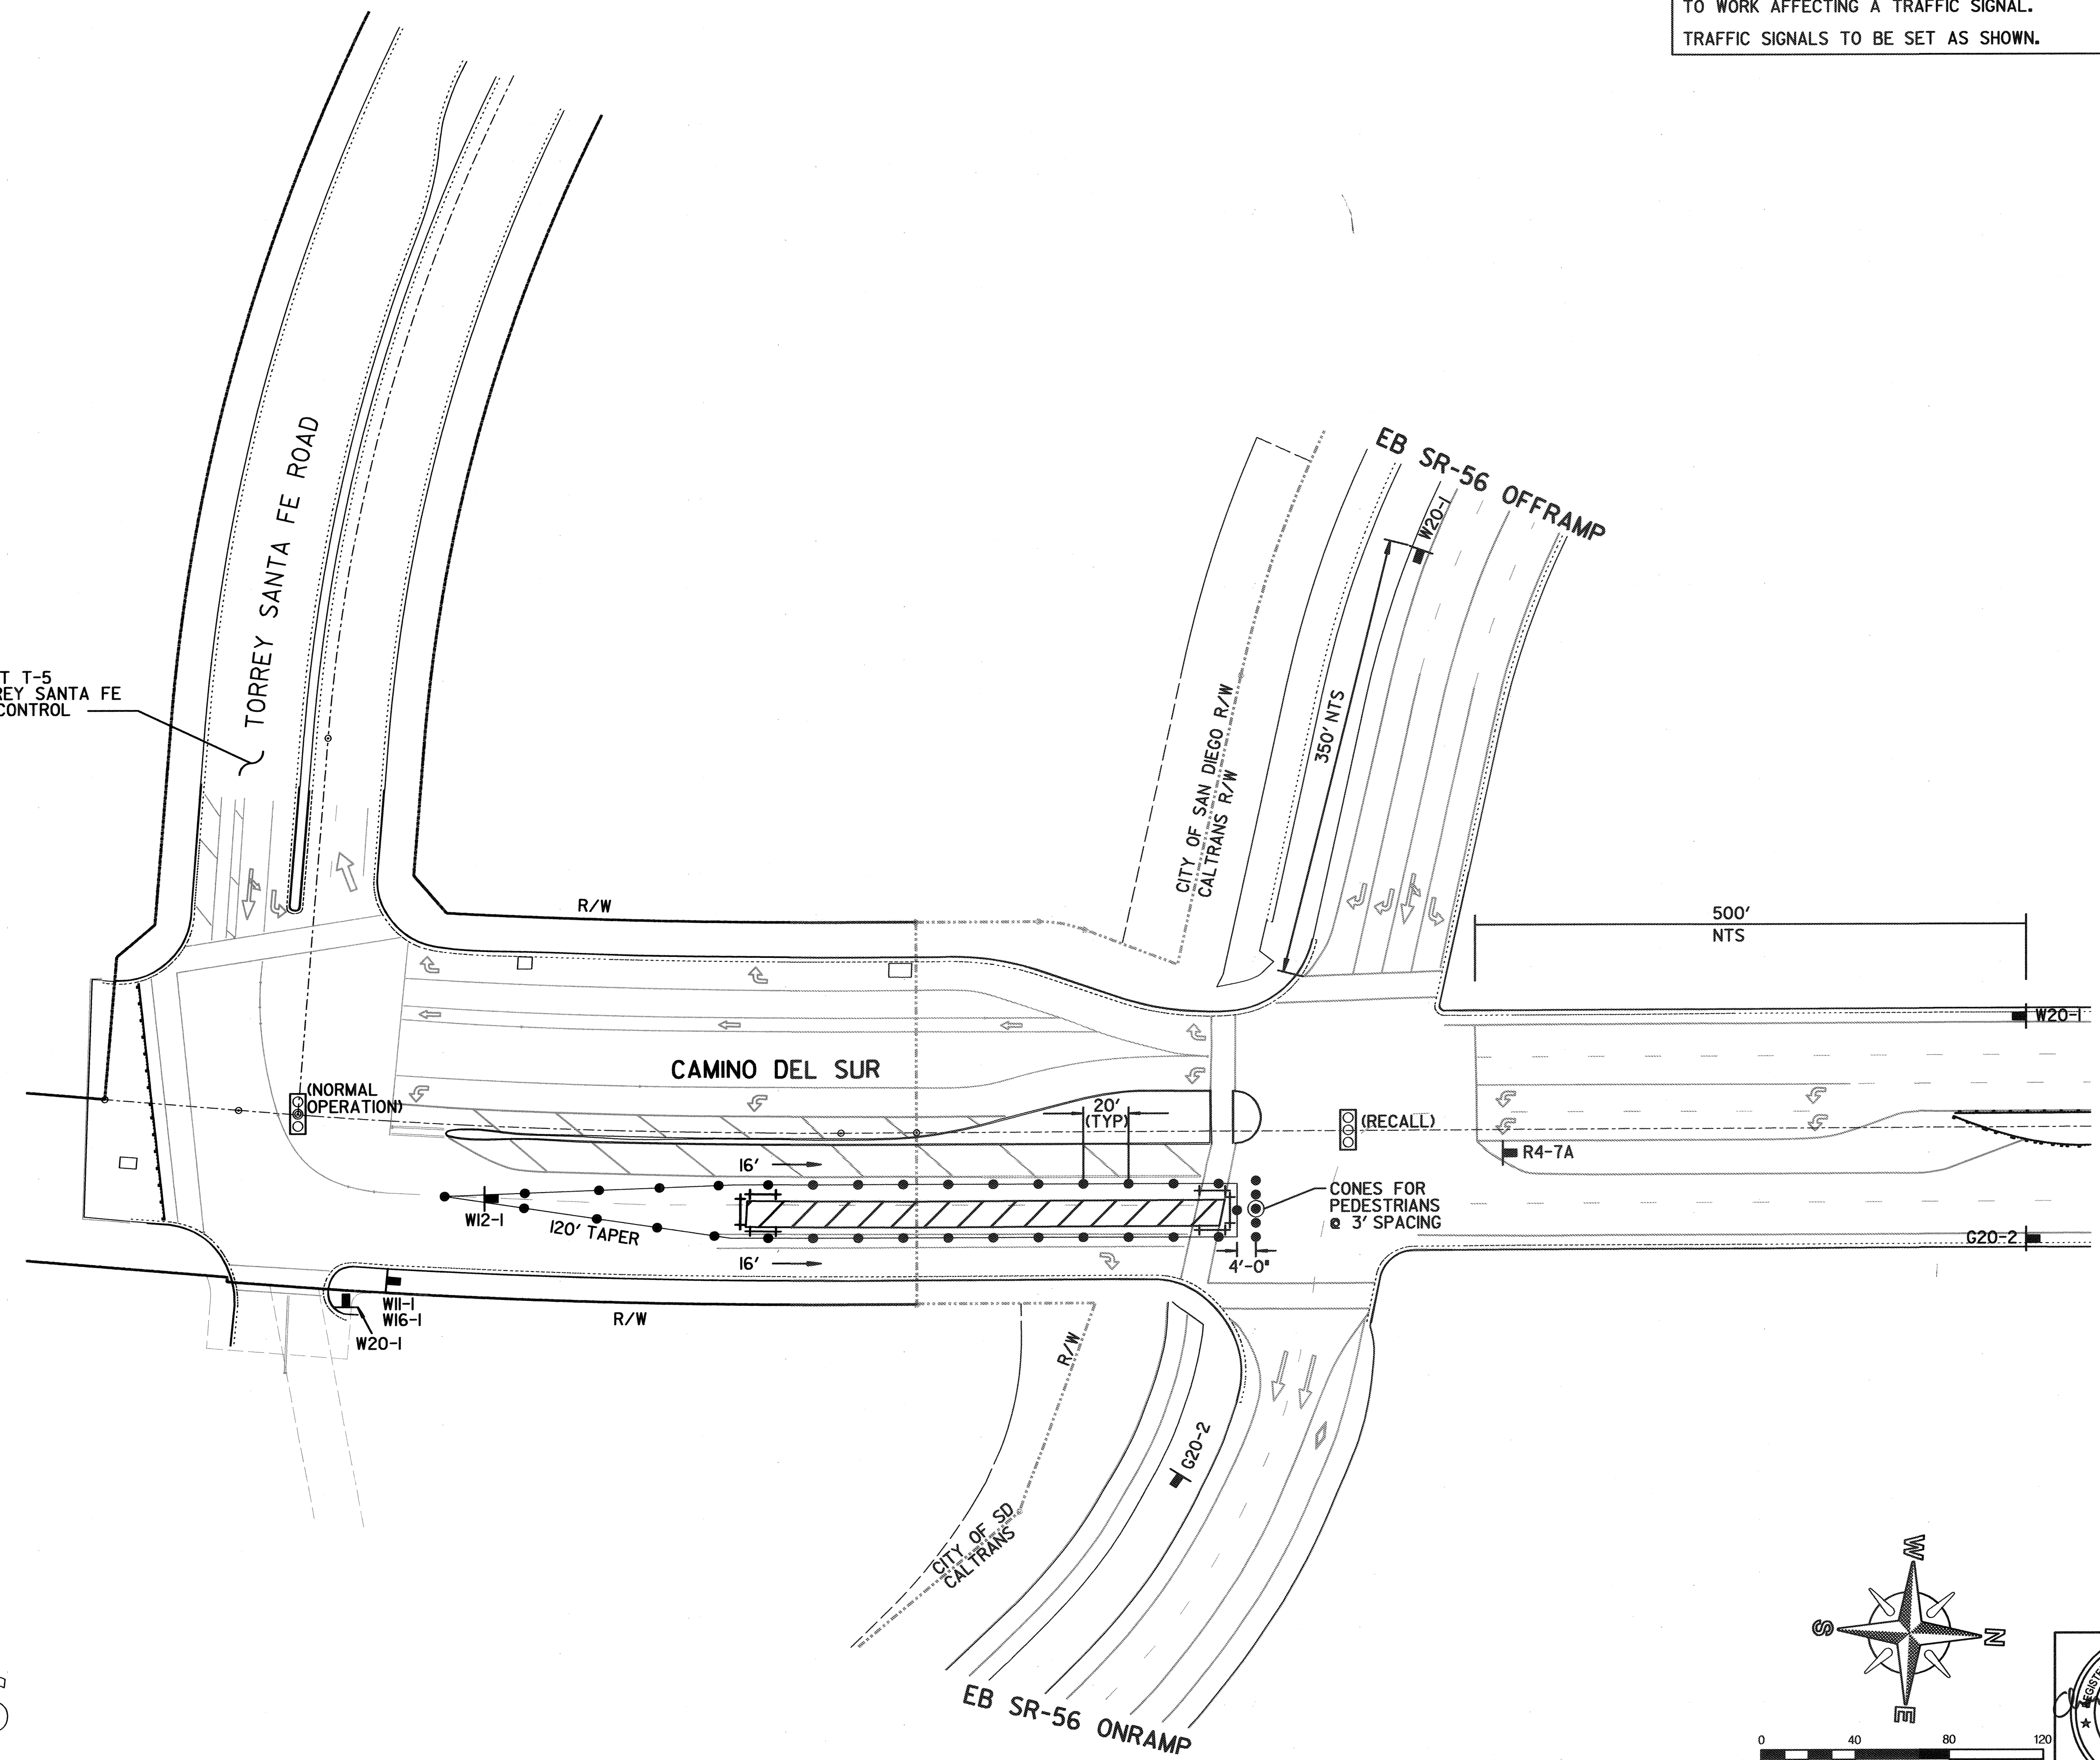 TO WORK AFFECTING A TRAFFIC SIGNAL.
TRAFFIC SIGNALS TO BE SET AS SHOWN.
EB SR-56 OFFRAMP
W20-1
TORREY SANTA FE ROAD
T T-5
REY SANTA FE
CONTROL
CITY OF SAN DIEGO R/W
CALTRANS R/W
350' NTS
R/W
500'
NTS
W20-1
CAMINO DEL SUR
(NORMAL
OPERATION)
20'
(TYP)
(RECALL)
R4-7A
16'
W12-1
120' TAPER
CONES FOR
PEDESTRIANS
@ 3' SPACING
G20-2
16'
4'-0"
W11-1
W16-1
W20-1
R/W
R/W
G20-2
CITY OF SD
CALTRANS
EB SR-56 ONRAMP
W
S
N
E
0 40 80 120